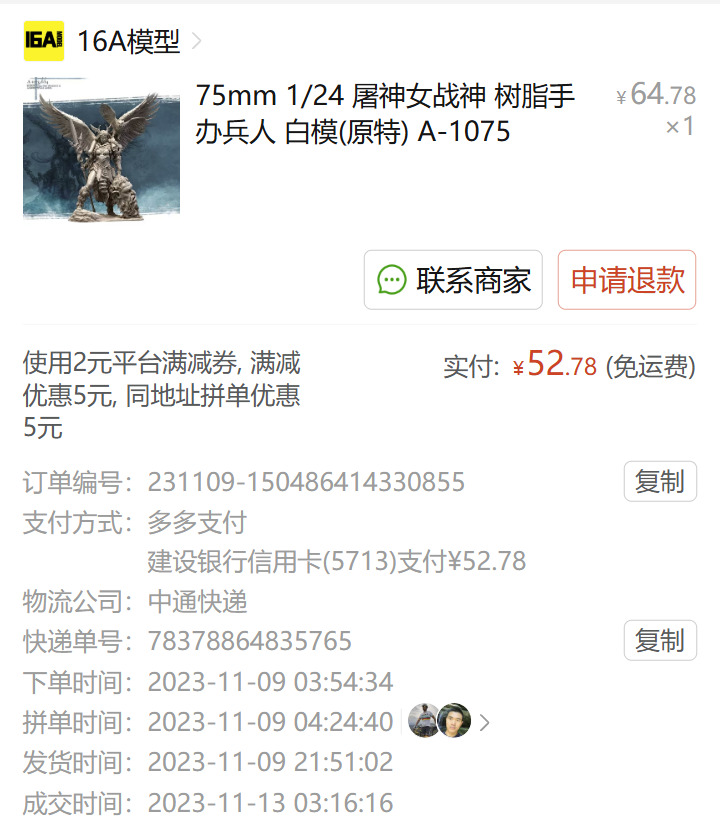 16A 16A模型
75mm 1/24 屠神女战神 树脂手
办兵人 白模(原特) A-1075
¥64.78
×1
联系商家 申请退款
使用2元平台满减券, 满减
优惠5元, 同地址拼单优惠
5元
实付: ¥52.78 (免运费)
订单编号: 231109-150486414330855 复制
支付方式: 多多支付
建设银行信用卡(5713)支付¥52.78
物流公司: 中通快递
快递单号: 78378864835765 复制
下单时间: 2023-11-09 03:54:34
拼单时间: 2023-11-09 04:24:40
发货时间: 2023-11-09 21:51:02
成交时间: 2023-11-13 03:16:16